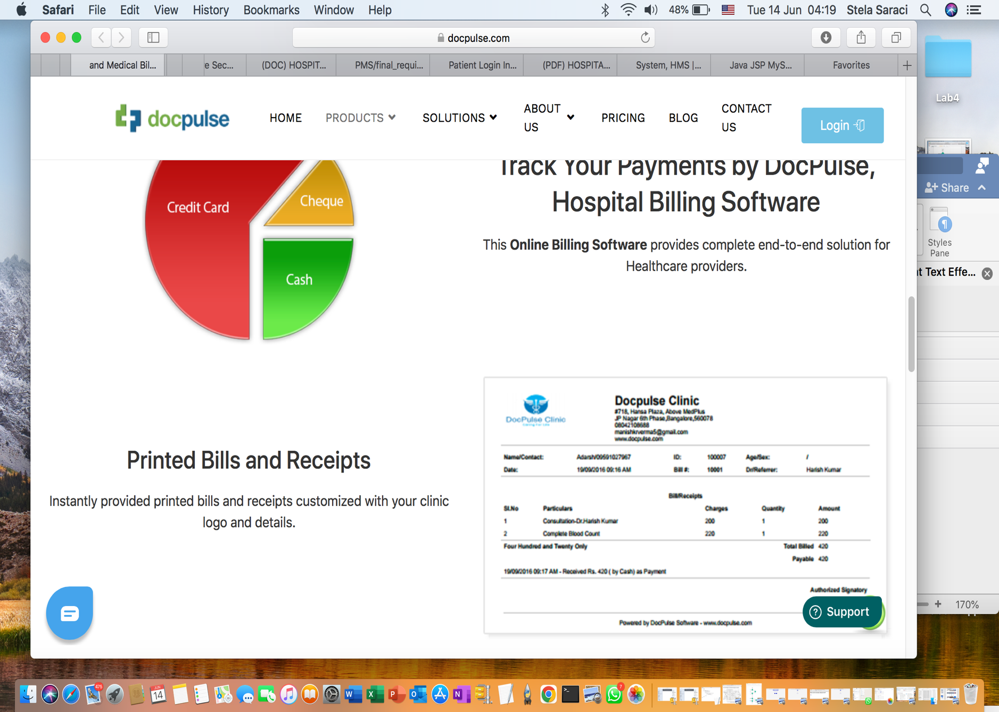 Safari File Edit View History Bookmarks Window Help 48% Tue 14 Jun 04:19 Stela Saraci
docpulse.com
and Medical Bil... e Sec... (DOC) HOSPIT... PMS/final_requi... Patient Login In... (PDF) HOSPITA... System, HMS |... Java JSP MyS... Favorites
Lab4
docpulse HOME PRODUCTS SOLUTIONS ABOUT US PRICING BLOG CONTACT US Login
Share
Styles
Pane
t Text Effe...
170%
Credit Card
Cheque
Cash
Track Your Payments by DocPulse,
Hospital Billing Software
This Online Billing Software provides complete end-to-end solution for
Healthcare providers.
Printed Bills and Receipts
Instantly provided printed bills and receipts customized with your clinic
logo and details.
DocPulse Clinic
Docpulse Clinic
#718, Hansa Plaza, Above MedPlus
JP Nagar 6th Phase,Bangalore,560078
08042108688
manishkrverma5@gmail.com
www.docpulse.com
Name/Contact: Adarsh/09591027967 ID: 100007 Age/Sex: /
Date: 19/09/2016 09:16 AM Bill #: 10001 Dr/Referrer: Harish Kumar
Bill/Receipts
Sl.No Particulars Charges Quantity Amount
1 Consultation-Dr.Harish Kumar 200 1 200
2 Complete Blood Count 220 1 220
Four Hundred and Twenty Only Total Billed 420
Payable 420
19/09/2016 09:17 AM - Received Rs. 420 ( by Cash) as Payment
Authorized Signatory
Support
Powered by DocPulse Software - www.docpulse.com
476
JUN
14
7